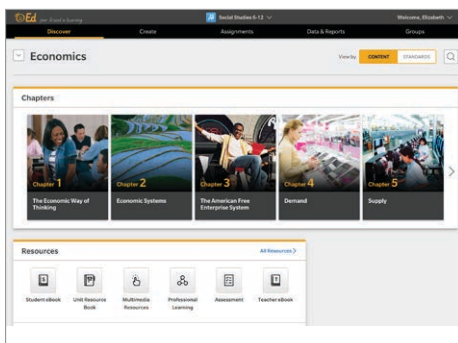 Ed
Social Studies 6-12
Welcome, Elizabeth
Discover
Create
Assignments
Data & Reports
Groups
Economics
View by
CONTENT
STANDARDS
Chapters
Chapter 1
The Economic Way of
Thinking
Chapter 2
Economic Systems
Chapter 3
The American Free
Enterprise System
Chapter 4
Demand
Chapter 5
Supply
Resources
All Resources
Student eBook
Unit Resource
Book
Multimedia
Resources
Professional
Learning
Assessment
Teacher eBook